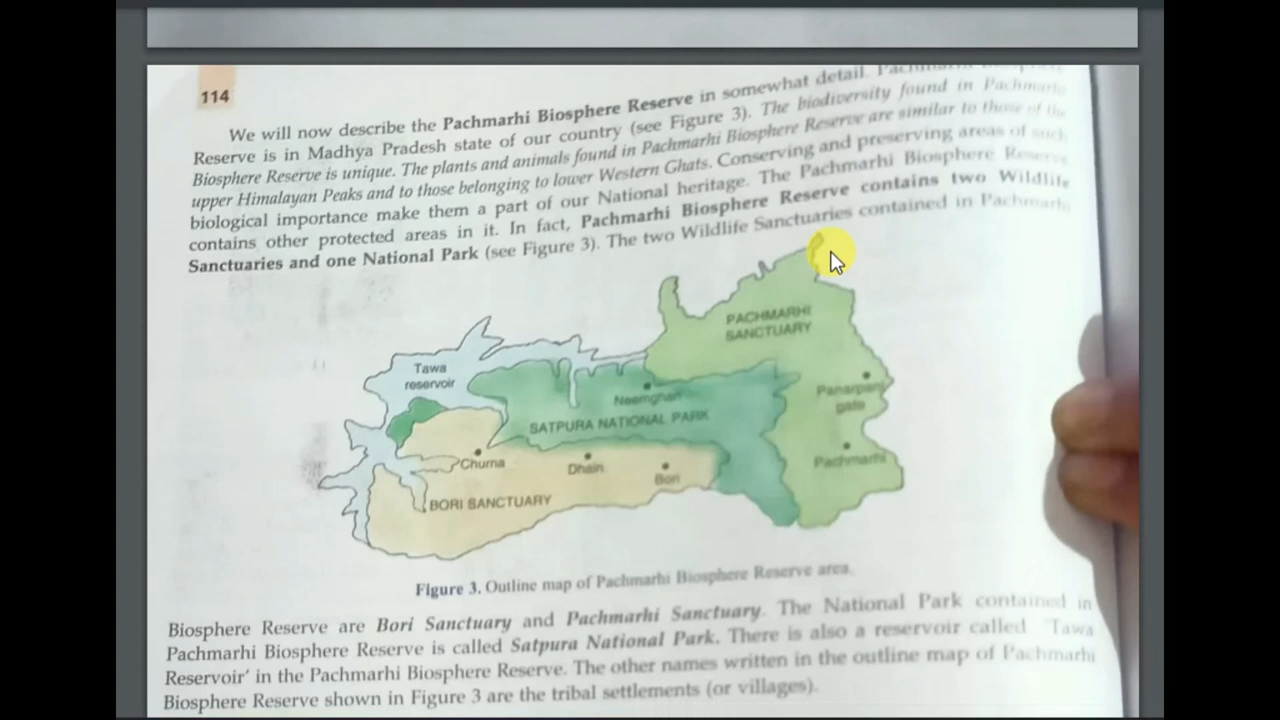 114
We will now describe the Pachmarhi Biosphere Reserve in somewhat detail.
Reserve is in Madhya Pradesh state of our country (see Figure 3). The biodiversity found in Pachmarhi
Biosphere Reserve is unique. The plants and animals found in Pachmarhi Biosphere Reserve are similar to those of the
upper Himalayan Peaks and to those belonging to lower Western Ghats. Conserving and preserving areas of such
biological importance make them a part of our National heritage. The Pachmarhi Biosphere Reserve
contains other protected areas in it. In fact, Pachmarhi Biosphere Reserve contains two Wildlife
Sanctuaries and one National Park (see Figure 3). The two Wildlife Sanctuaries contained in Pachmarhi
PACHMARHI
SANCTUARY
Tawa
reservoir
Panarpani
gate
Neemghan
SATPURA NATIONAL PARK
Churna
Dhain
Bori
Pachmarhi
BORI SANCTUARY
Figure 3. Outline map of Pachmarhi Biosphere Reserve area.
Biosphere Reserve are Bori Sanctuary and Pachmarhi Sanctuary. The National Park contained in
Pachmarhi Biosphere Reserve is called Satpura National Park. There is also a reservoir called 'Tawa
Reservoir' in the Pachmarhi Biosphere Reserve. The other names written in the outline map of Pachmarhi
Biosphere Reserve shown in Figure 3 are the tribal settlements (or villages).